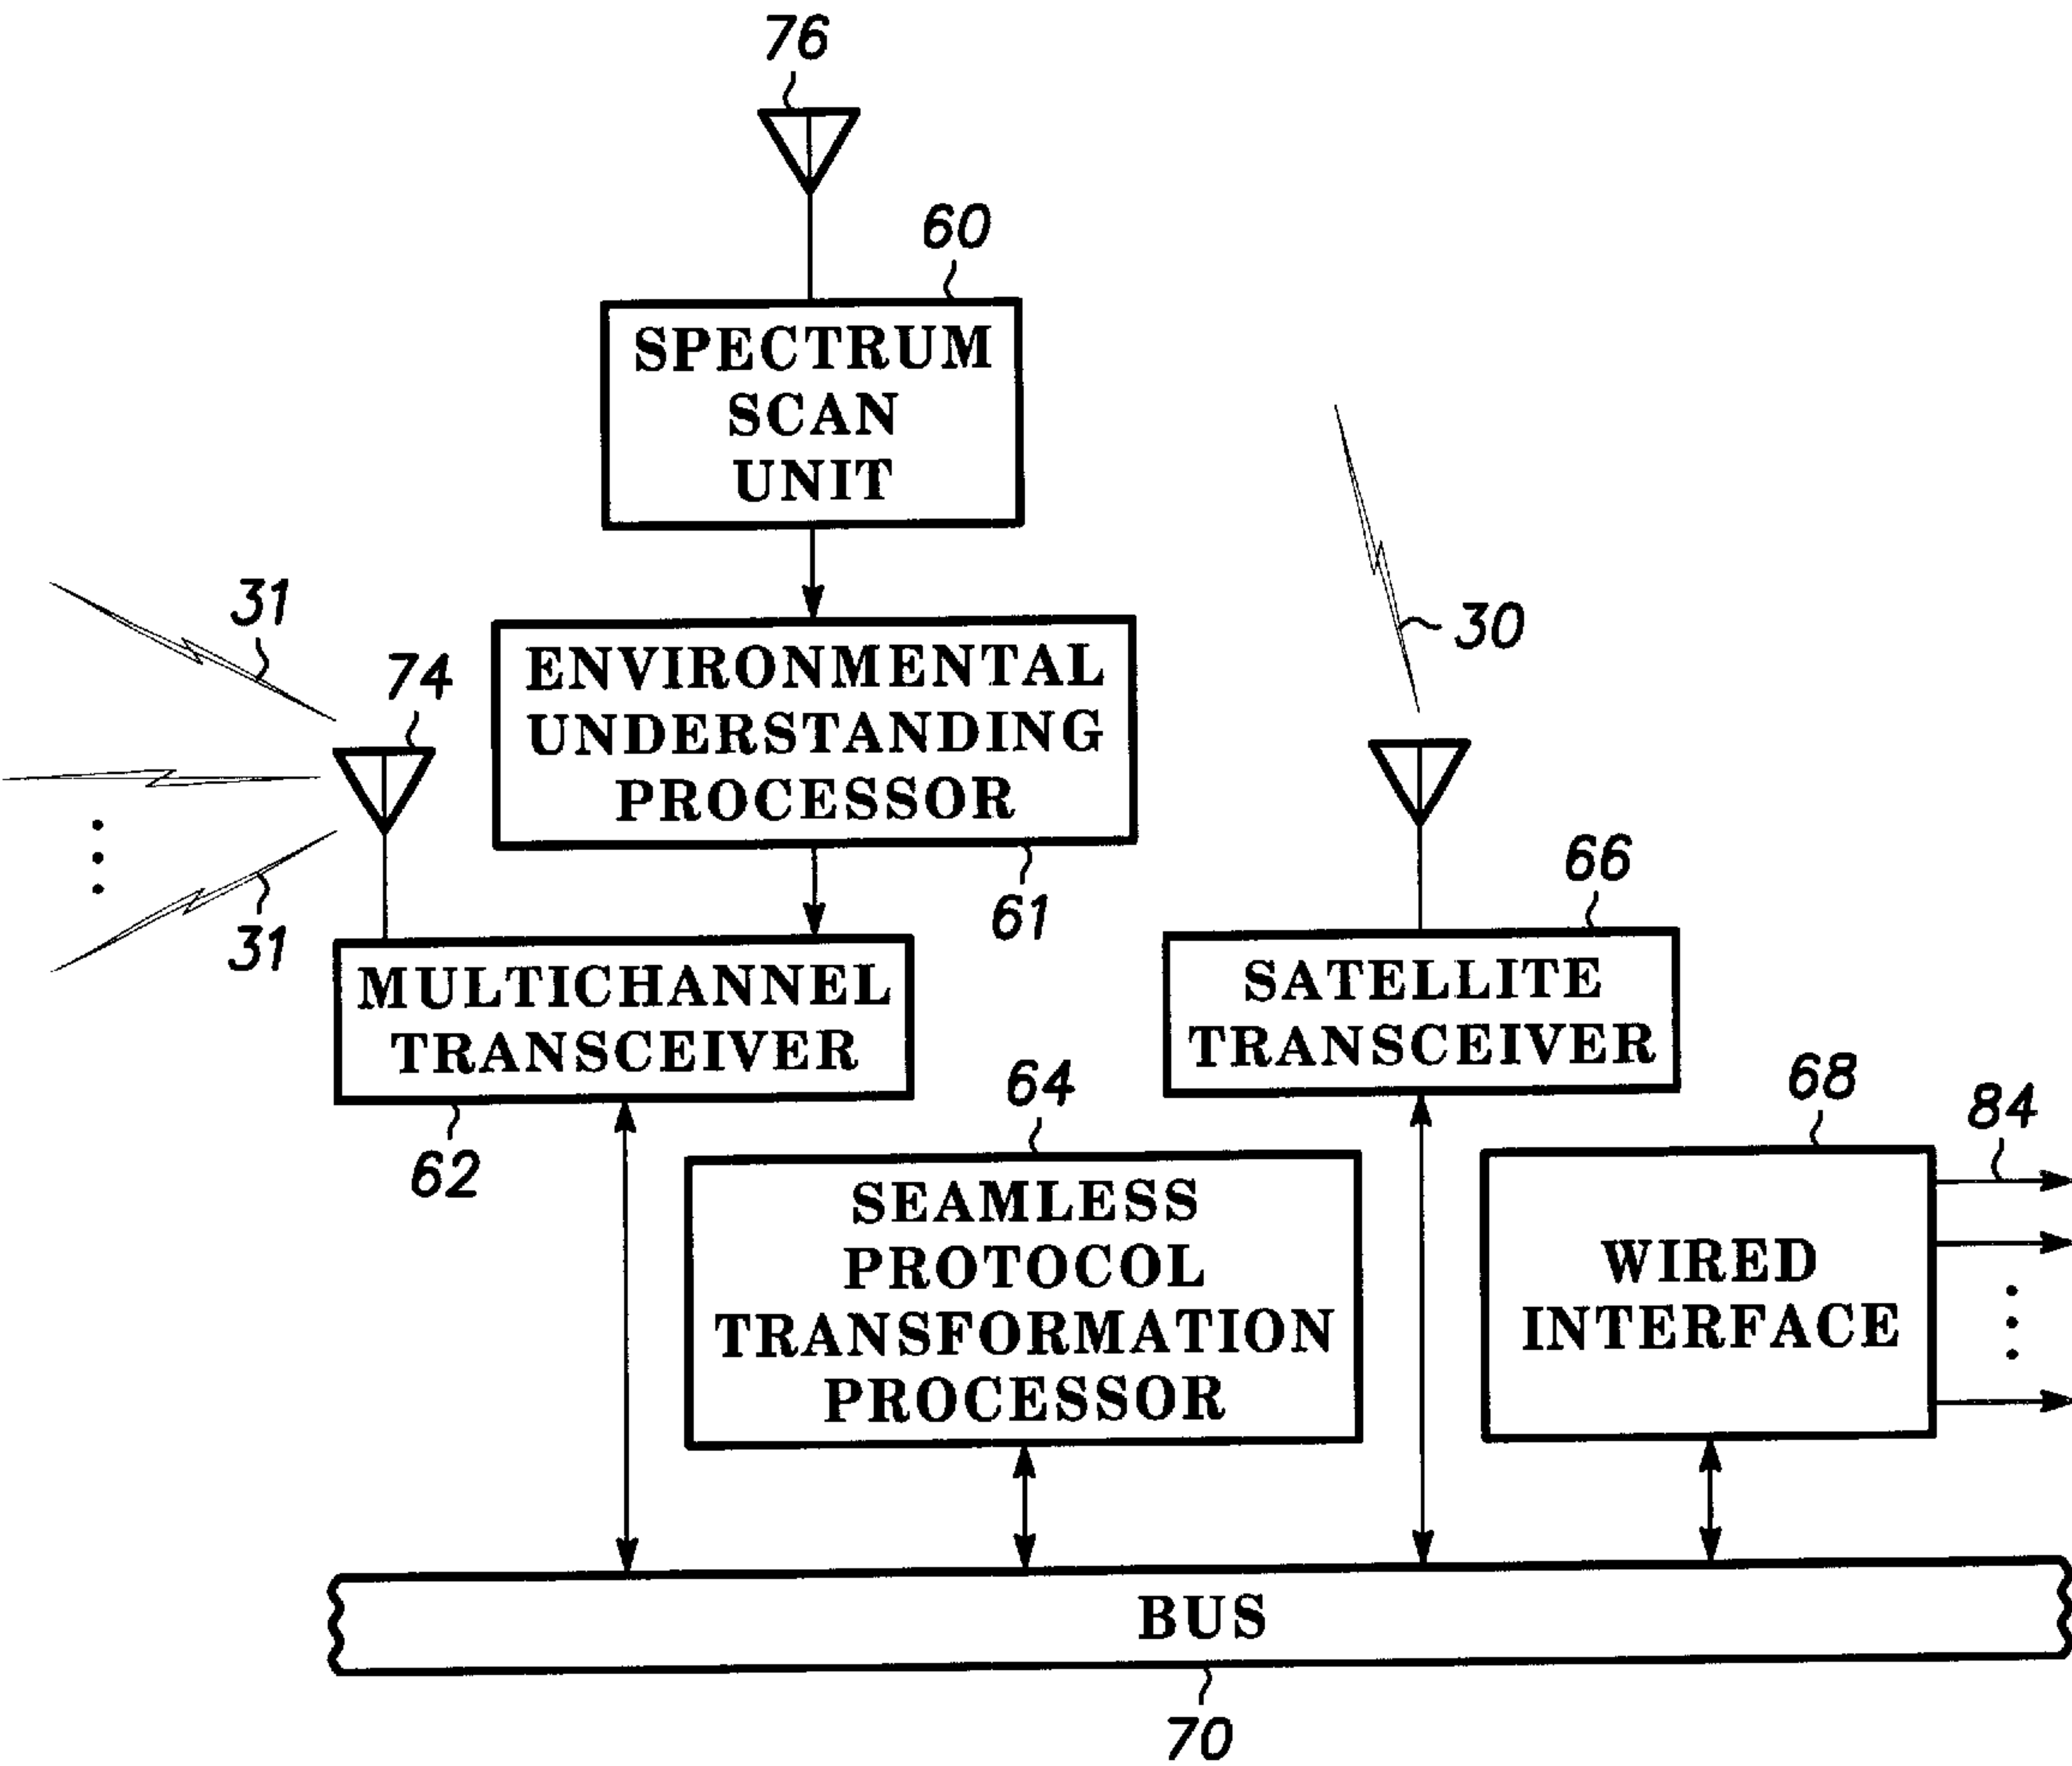 76
60
SPECTRUM
SCAN
UNIT
31
74
30
ENVIRONMENTAL
UNDERSTANDING
PROCESSOR
61
31
66
MULTICHANNEL
TRANSCEIVER
62
SATELLITE
TRANSCEIVER
64
68
84
SEAMLESS
PROTOCOL
TRANSFORMATION
PROCESSOR
WIRED
INTERFACE
BUS
70